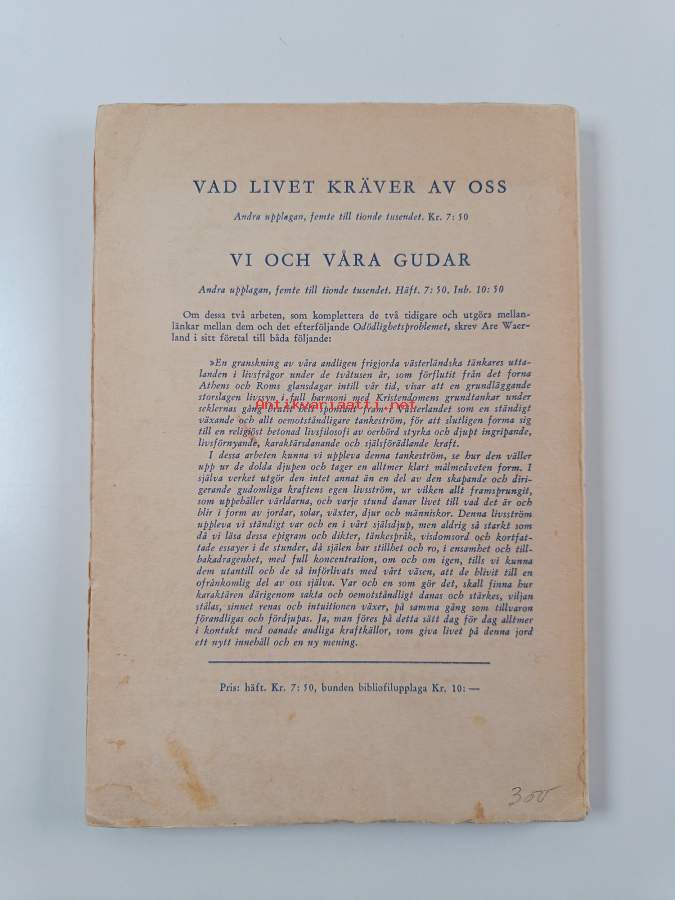 VAD LIVET KRÄVER AV OSS
Andra upplagan, femte till tionde tusendet. Kr. 7:50
VI OCH VÅRA GUDAR
Andra upplagan, femte till tionde tusendet. Häft. 7:50, Inb. 10:50
Om dessa två arbeten, som komplettera de två tidigare och utgöra mellan-
länkar mellan dem och det efterföljande Odödlighetsproblemet, skrev Are Waer-
land i sitt företal till båda följande:
»En granskning av våra andligen frigjorda västerländska tänkares utta-
landen i livsfrågor under de tvåtusen år, som förflutit från det forna
Athens och Roms glansdagar intill vår tid, visar att en grundläggande
storslagen livssyn i full harmoni med Kristendomens grundtankar under
seklernas gång brutit helt spontant fram i Västerlandet som en ständigt
antikvariaatti.net
växande och allt oemotståndligare tankeström, för att slutligen forma sig
till en religiöst betonad livsfilosofi av oerhörd styrka och djupt ingripande,
livsförnyande, karaktärsdanande och själsförädlande kraft.
I dessa arbeten kunna vi uppleva denna tankeström, se hur den väller
upp ur de dolda djupen och tager en alltmer klart målmedveten form. I
själva verket utgör den intet annat än en del av den skapande och diri-
gerande gudomliga kraftens egen livsström, ur vilken allt framsprungit,
som uppehåller världarna, och varje stund danar livet till vad det är och
blir i form av jordar, solar, växter, djur och människor. Denna livsström
uppleva vi ständigt var och en i vårt själsdjup, men aldrig så starkt som
då vi läsa dessa epigram och dikter, tänkespråk, visdomsord och kortfat-
tade essayer i de stunder, då själen har stillhet och ro, i ensamhet och till-
bakadragenhet, med full koncentration, om och om igen, tills vi kunna
dem utantill och de så införlivats med vårt väsen, att de blivit till en
ofrånkomlig del av oss själva. Var och en som gör det, skall finna hur
karaktären därigenom sakta och oemotståndligt danas och stärkes, viljan
stålas, sinnet renas och intuitionen växer, på samma gång som tillvaron
förandligas och fördjupas. Ja, man föres på detta sätt dag för dag alltmer
i kontakt med oanade andliga kraftkällor, som giva livet på denna jord
ett nytt innehåll och en ny mening.
Pris: häft. Kr. 7:50, bunden bibliofilupplaga Kr. 10:—
300